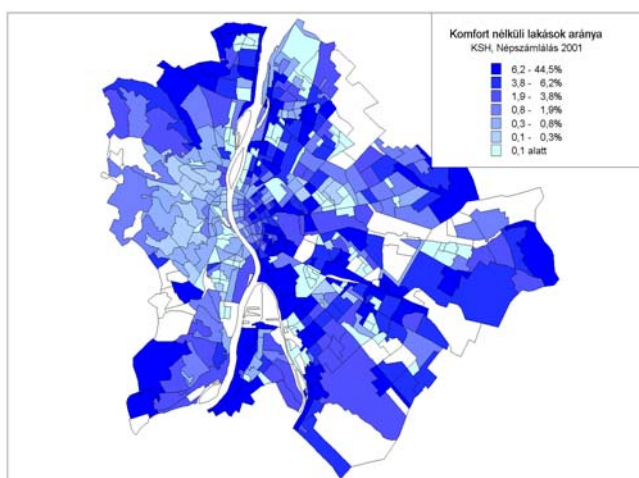 Komfort nélküli lakások aránya
KSH, Népszámlálás 2001
6,2 - 44,5%
3,8 - 6,2%
1,9 - 3,8%
0,8 - 1,9%
0,3 - 0,8%
0,1 - 0,3%
0,1 alatt